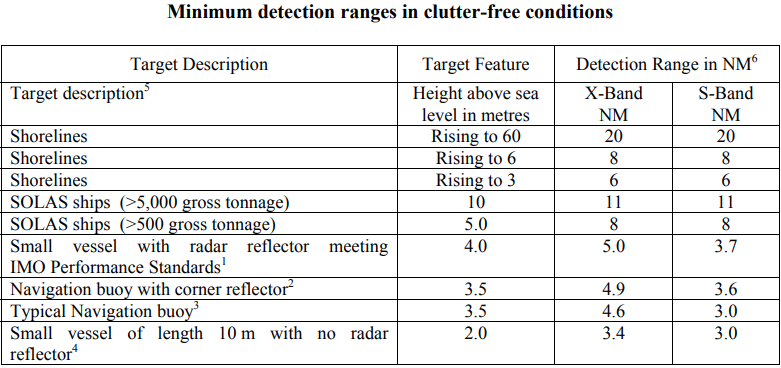 Minimum detection ranges in clutter-free conditions
Target Description Target Feature Detection Range in NM⁶
Target description⁵ Height above sea level in metres X-Band NM S-Band NM
Shorelines Rising to 60 20 20
Shorelines Rising to 6 8 8
Shorelines Rising to 3 6 6
SOLAS ships (>5,000 gross tonnage) 10 11 11
SOLAS ships (>500 gross tonnage) 5.0 8 8
Small vessel with radar reflector meeting IMO Performance Standards¹ 4.0 5.0 3.7
Navigation buoy with corner reflector² 3.5 4.9 3.6
Typical Navigation buoy³ 3.5 4.6 3.0
Small vessel of length 10 m with no radar reflector⁴ 2.0 3.4 3.0